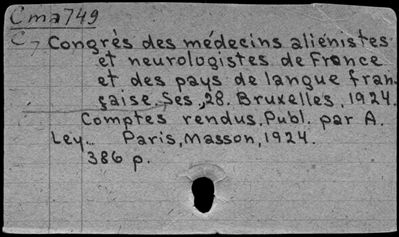 Cma749
C7 Congrès des médecins aliénistes
et neurologistes de France
et des pays de langue fran-
çaise. Ses., 28. Bruxelles, 1924.
Comptes rendus. Publ. par A.
Ley... Paris, Masson, 1924.
386 p.